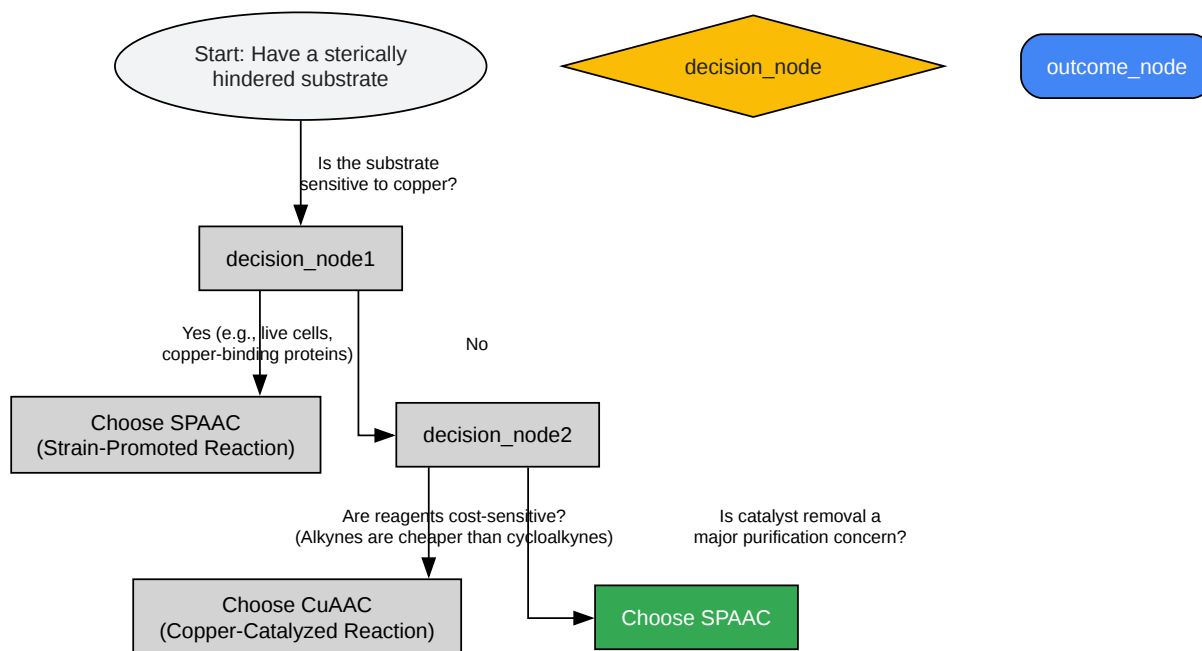 Start: Have a sterically
hindered substrate
decision_node
outcome_node
Is the substrate
sensitive to copper?
decision_node1
Yes (e.g., live cells,
copper-binding proteins)
No
Choose SPAAC
(Strain-Promoted Reaction)
decision_node2
Are reagents cost-sensitive?
(Alkynes are cheaper than cycloalkynes)
Is catalyst removal a
major purification concern?
Choose CuAAC
(Copper-Catalyzed Reaction)
Choose SPAAC